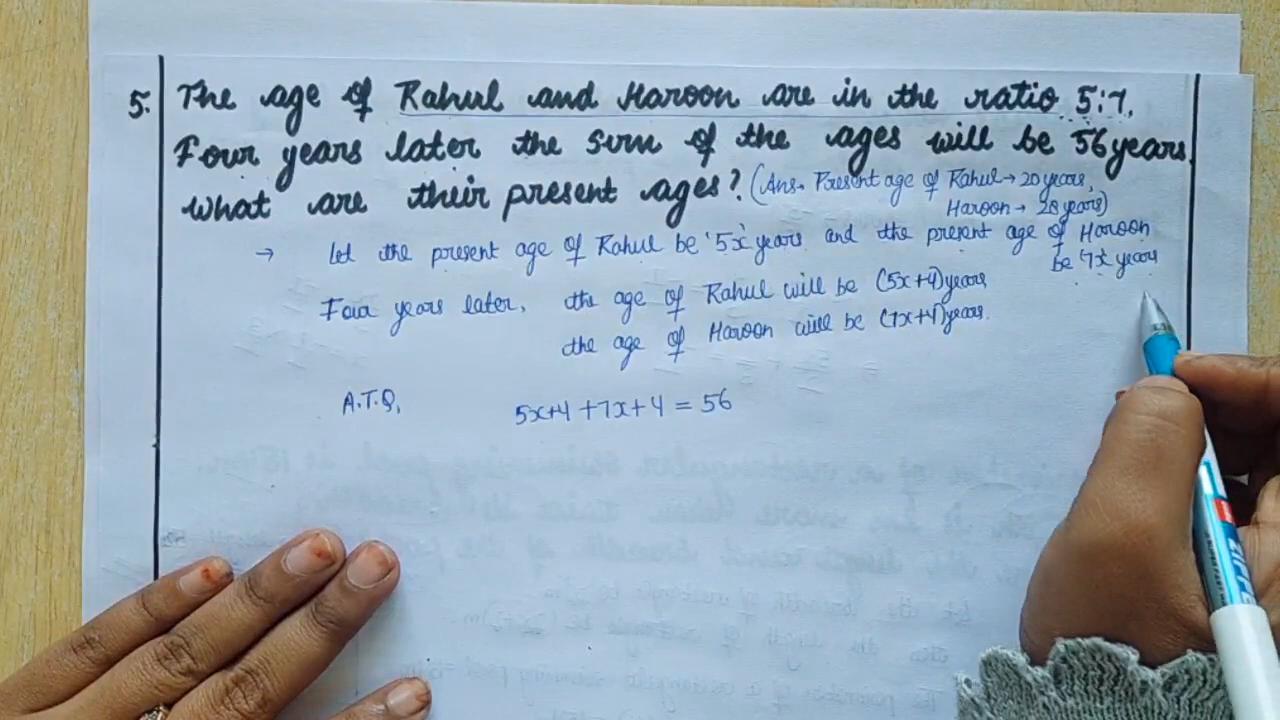 5. The age of Rahul and Haroon are in the ratio 5:7.
Four years later the sum of the ages will be 56 years.
What are their present ages? (Ans→ Present age of Rahul → 20 years,
Haroon → 28 years)
→ Let the present age of Rahul be '5x' years and the present age of Haroon
be '7x' years
Four years later, the age of Rahul will be (5x+4) years
the age of Haroon will be (7x+4) years.
A.T.Q, 5x+4+7x+4 = 56